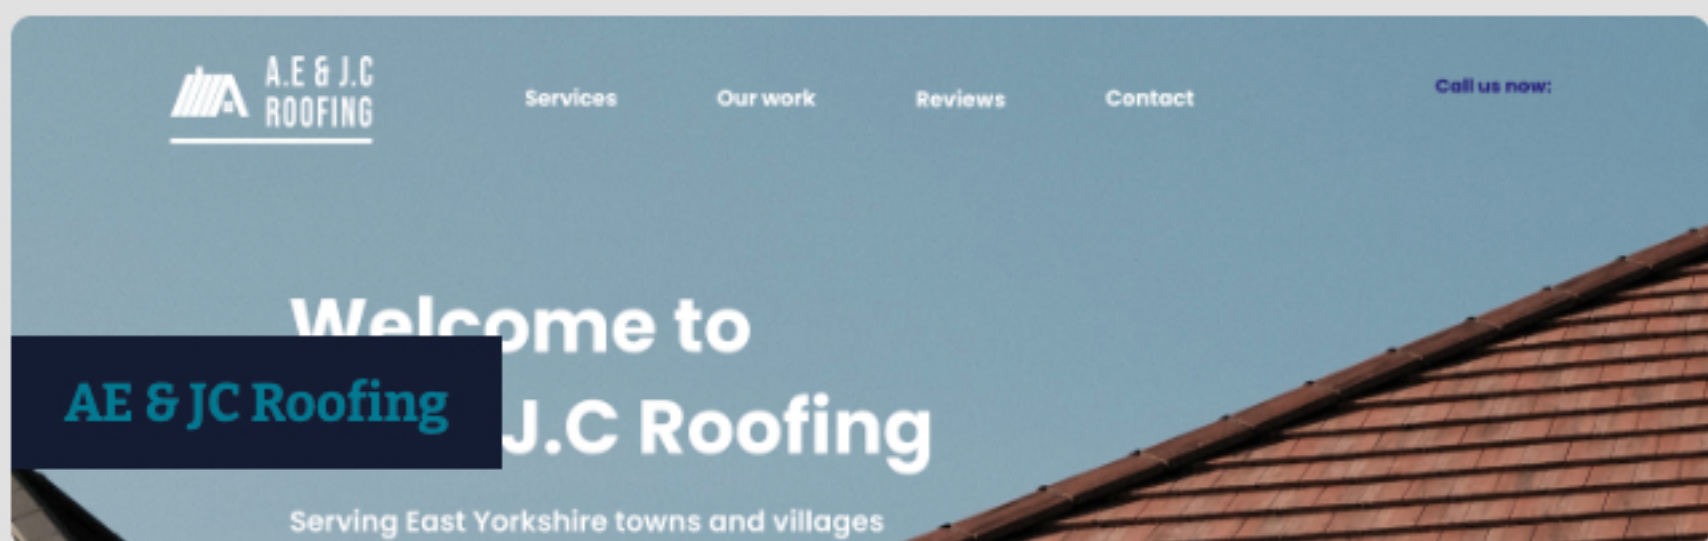 A.E & J.C
ROOFING
Services
Our work
Reviews
Contact
Call us now:
Welcome to
J.C Roofing
AE & JC Roofing
Serving East Yorkshire towns and villages